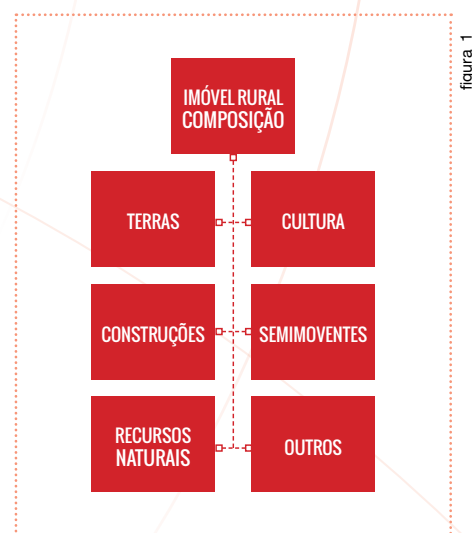 figura 1
IMÓVEL RURAL
COMPOSIÇÃO
TERRAS
CULTURA
CONSTRUÇÕES
SEMIMOVENTES
RECURSOS
NATURAIS
OUTROS